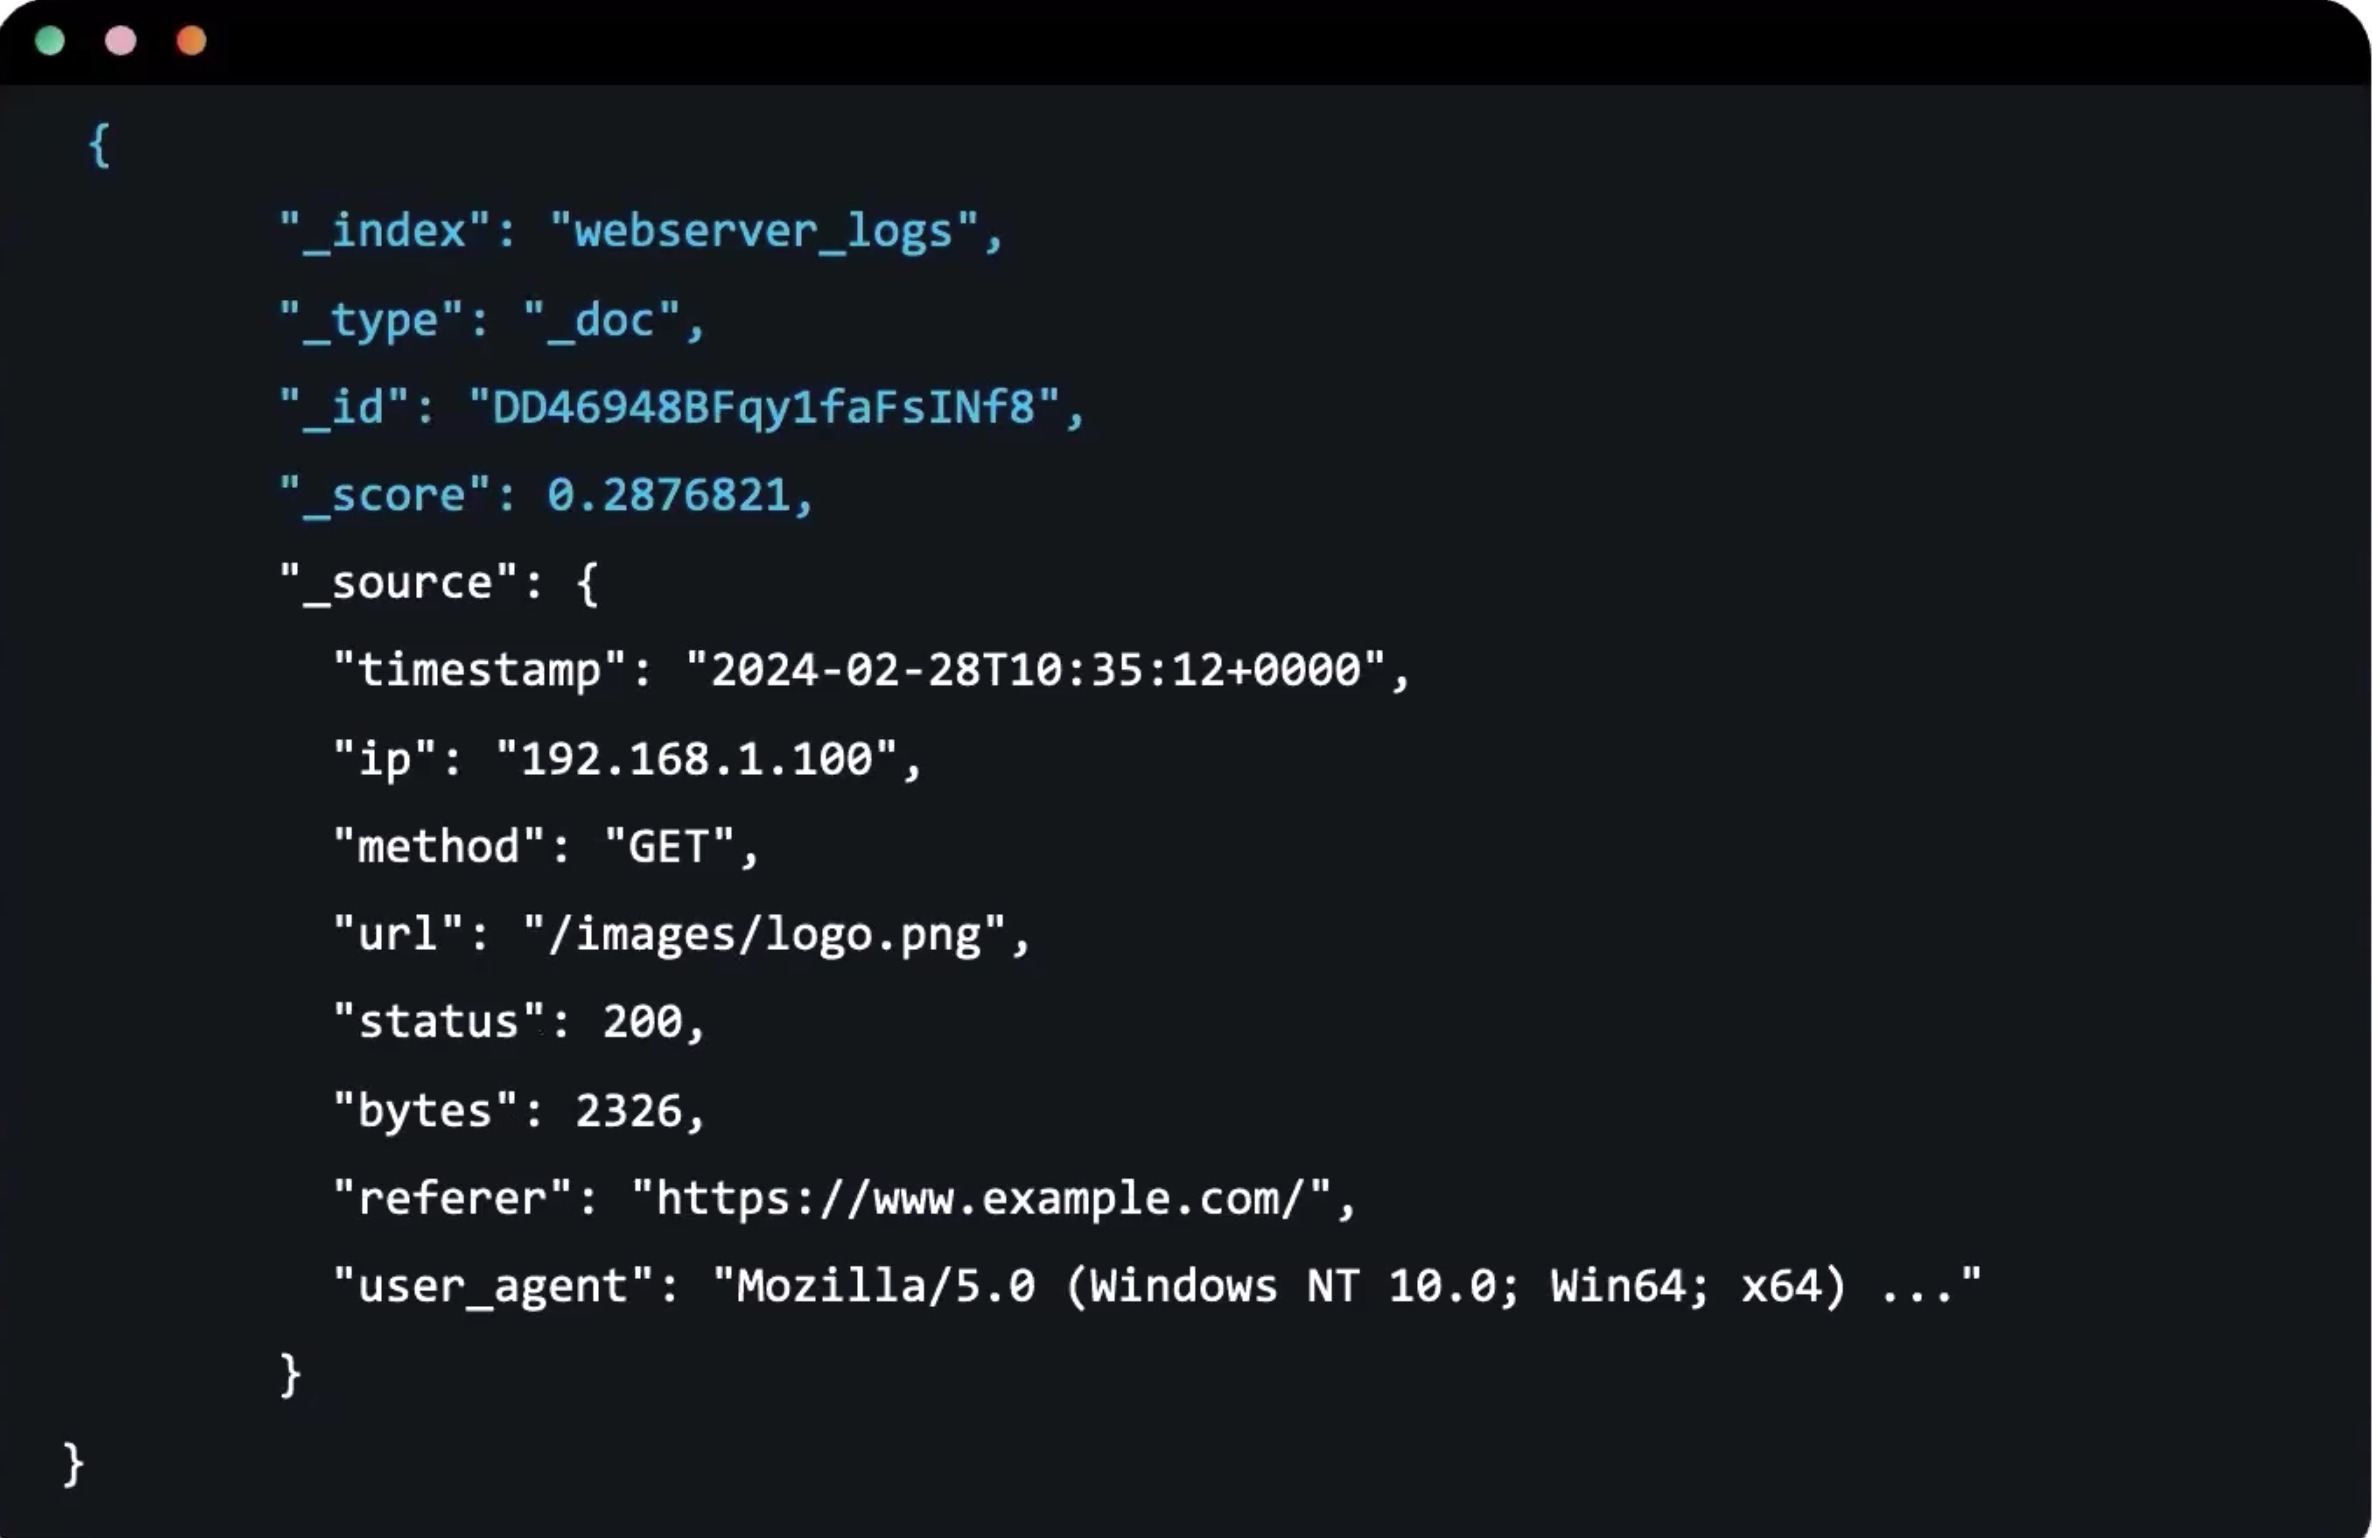 {
"_index": "webserver_logs",
"_type": "_doc",
"_id": "DD46948BFqy1faFsINf8",
"_score": 0.2876821,
"_source": {
"timestamp": "2024-02-28T10:35:12+0000",
"ip": "192.168.1.100",
"method": "GET",
"url": "/images/logo.png",
"status": 200,
"bytes": 2326,
"referer": "https://www.example.com/",
"user_agent": "Mozilla/5.0 (Windows NT 10.0; Win64; x64) ..."
}
}